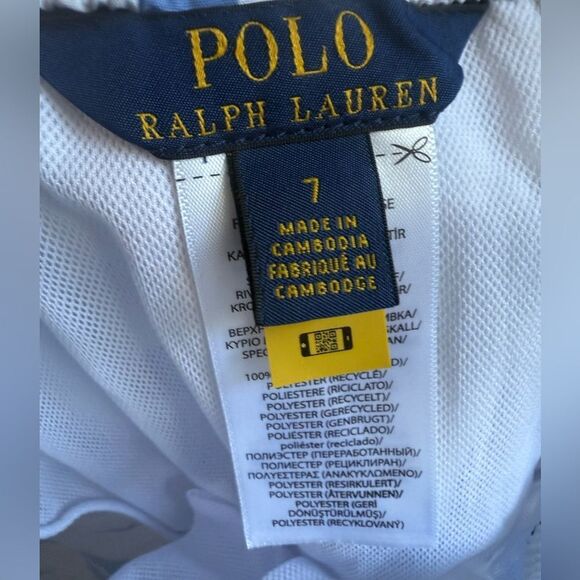 POLO
RALPH LAUREN
7
MADE IN
CAMBODIA
FABRIQUÉ AU
CAMBODGE
100%
POLYESTER (RECYCLÉ)/
POLIESTERE (RICICLATO)/
POLYESTER (RECYCELT)/
POLYESTER (GERECYCLED)/
POLYESTER (GENBRUGT)/
POLIÉSTER (RECICLADO)/
poliéster (reciclado)/
ПОЛИЭСТЕР (ПЕРЕРАБОТАННЫЙ)/
ПОЛИЕСТЕР (РЕЦИКЛИРАН)/
ΠΟΛΥΕΣΤΕΡΑΣ (ΑΝΑΚΥΚΛΩΜΕΝΟ)/
POLYESTER (RESIRKULERT)/
POLYESTER (ÅTERVUNNEN)/
POLYESTER (GERİ
DÖNÜŞTÜRÜLMÜŞ)/
POLYESTER (RECYKLOVANÝ)